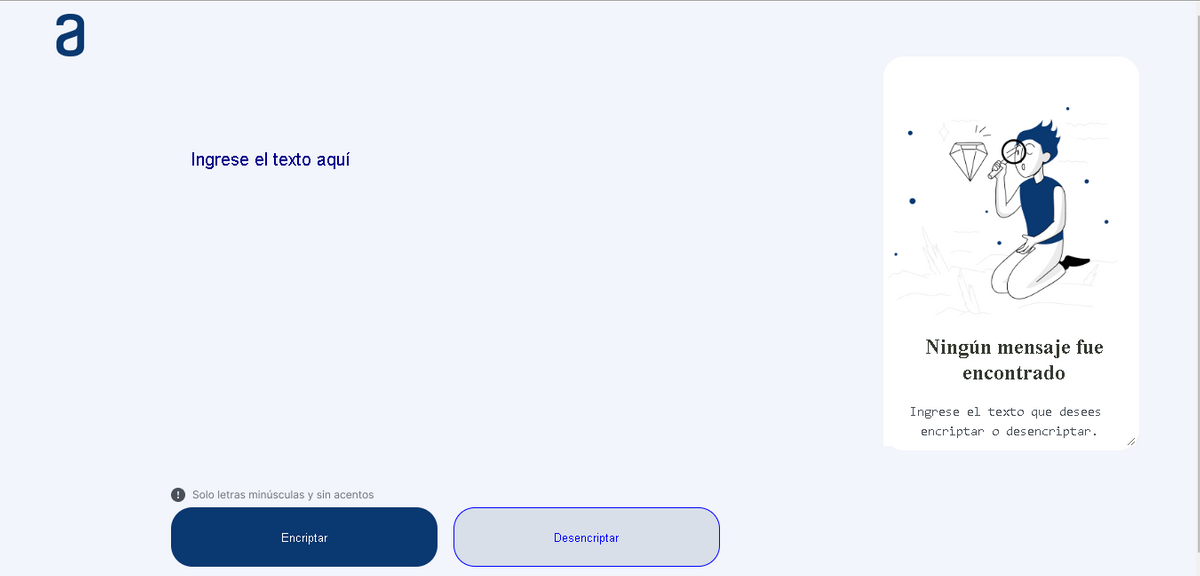 a
Ingrese el texto aquí
Ningún mensaje fue
encontrado
Ingrese el texto que desees
encriptar o desencriptar.
! Solo letras minúsculas y sin acentos
Encriptar
Desencriptar